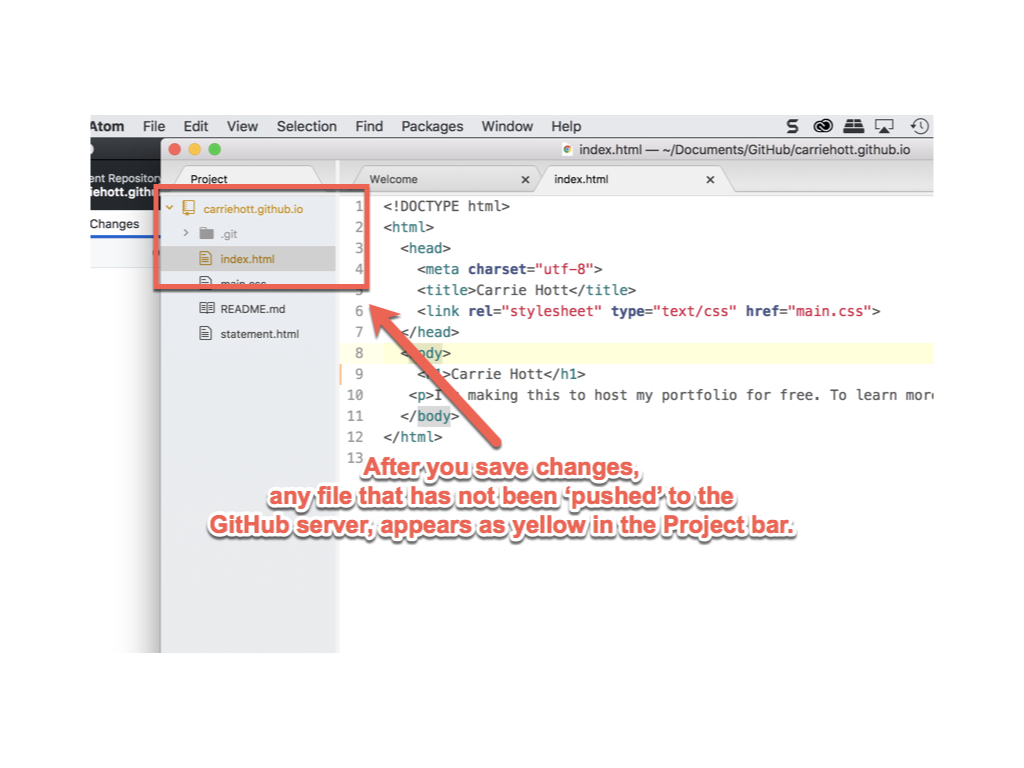 Atom File Edit View Selection Find Packages Window Help
index.html — ~/Documents/GitHub/carriehott.github.io
ent Repository
iehott.githu
Changes
Project
carriehott.github.io
.git
index.html
main.css
README.md
statement.html
Welcome
index.html
1 <!DOCTYPE html>
2 <html>
3 <head>
4 <meta charset="utf-8">
5 <title>Carrie Hott</title>
6 <link rel="stylesheet" type="text/css" href="main.css">
7 </head>
8 <body>
9 <h1>Carrie Hott</h1>
10 <p>I'm making this to host my portfolio for free. To learn more
11 </body>
12 </html>
13
After you save changes,
any file that has not been ‘pushed’ to the
GitHub server, appears as yellow in the Project bar.